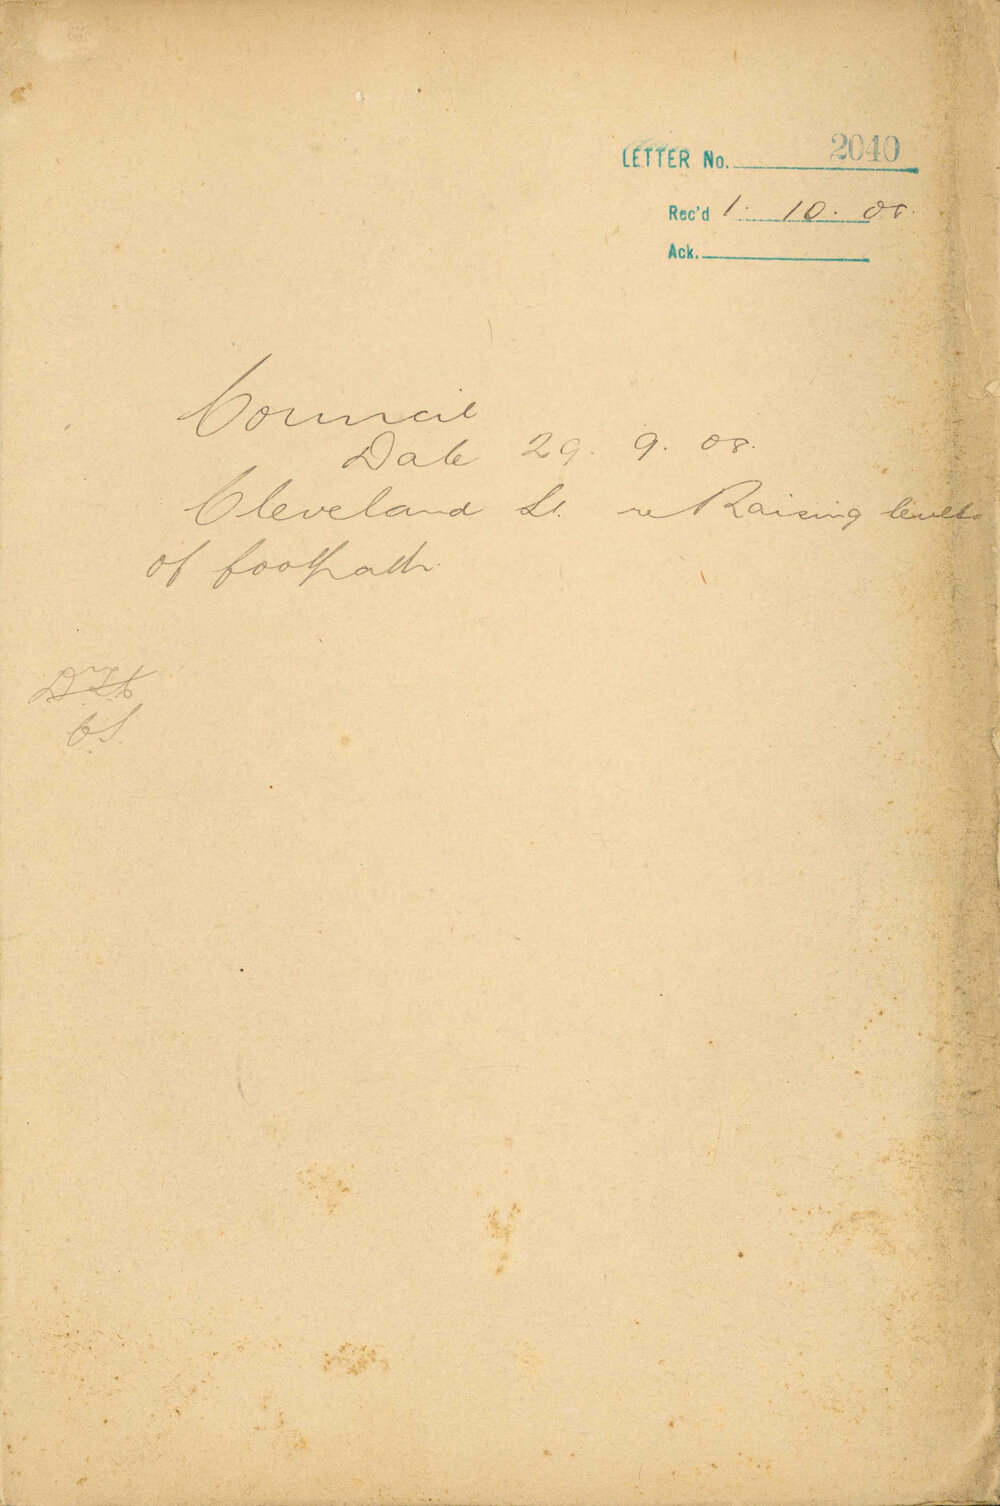 LETTER No. 2040
Rec'd 1. 10. 08.
Ack.
Council
Date 29. 9. 08.
Cleveland St. re Raising levels
of footpath.
C.S.